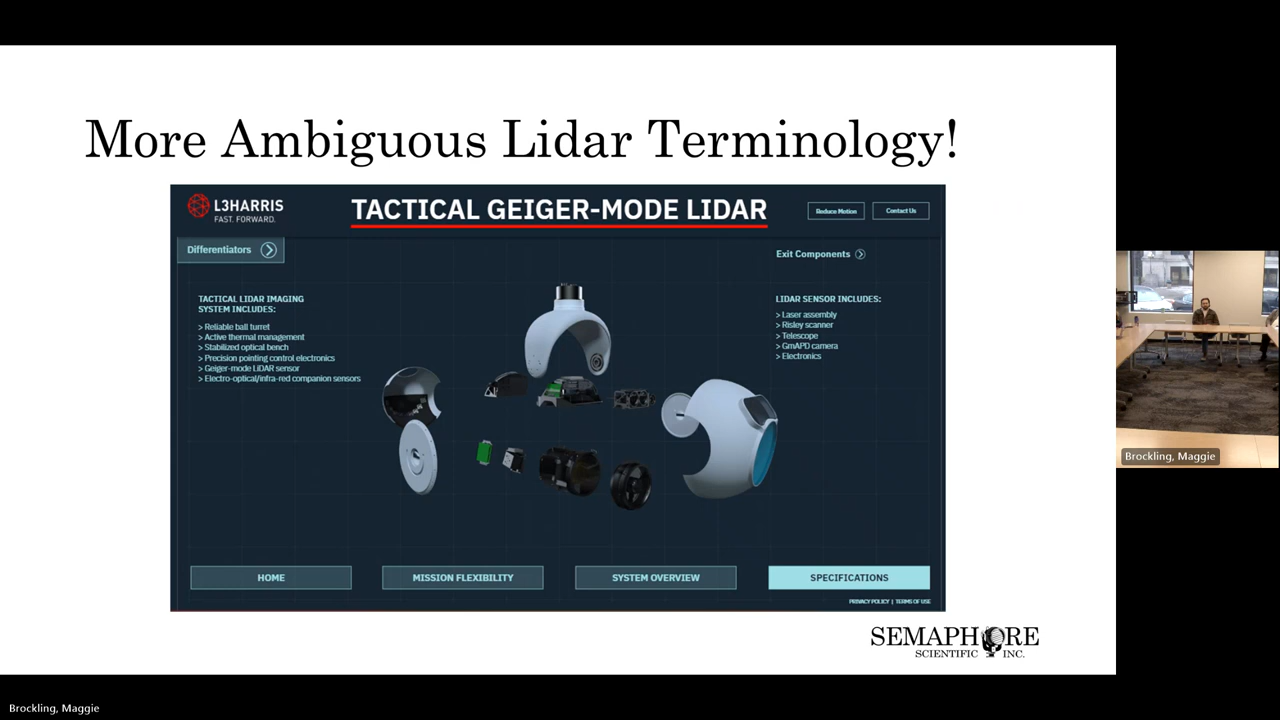 More Ambiguous Lidar Terminology!
L3HARRIS
FAST. FORWARD.
TACTICAL GEIGER-MODE LIDAR
Reduce Motion
Contact Us
Differentiators
Exit Components
TACTICAL LIDAR IMAGING
SYSTEM INCLUDES:
> Reliable ball turret
> Active thermal management
> Stabilized optical bench
> Precision pointing control electronics
> Geiger-mode LiDAR sensor
> Electro-optical/infra-red companion sensors
LIDAR SENSOR INCLUDES:
> Laser assembly
> Risley scanner
> Telescope
> GmAPD camera
> Electronics
HOME
MISSION FLEXIBILITY
SYSTEM OVERVIEW
SPECIFICATIONS
PRIVACY POLICY | TERMS OF USE
SEMAPHORE
SCIENTIFIC INC.
Brockling, Maggie
Brockling, Maggie